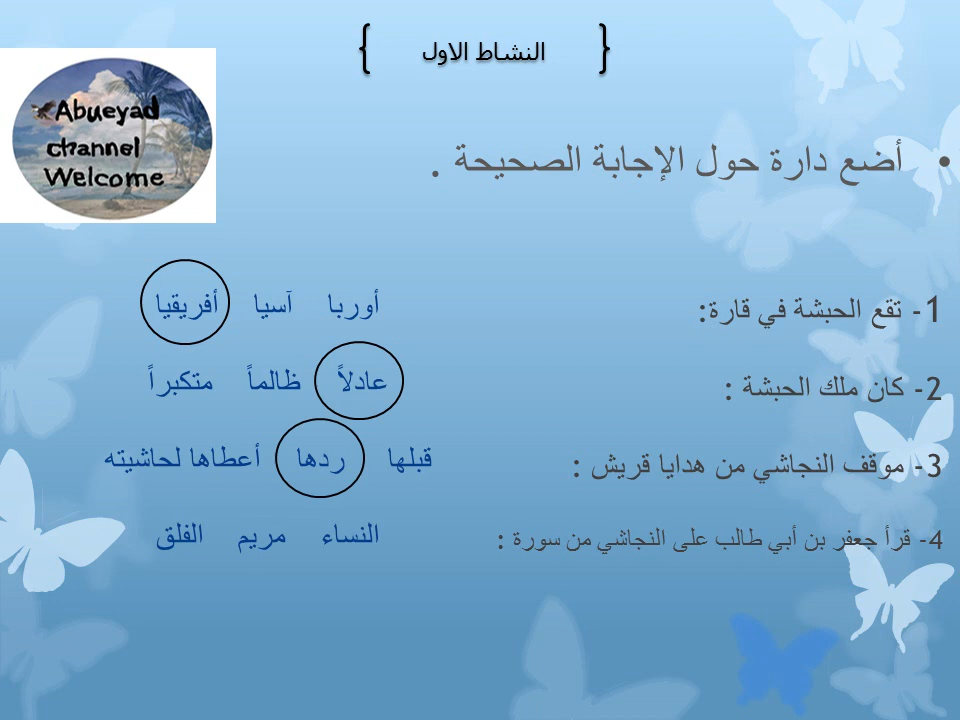 { النشاط الاول }
Abueyad
channel
Welcome
• أضع دارة حول الإجابة الصحيحة .
1- تقع الحبشة في قارة: أوربا آسيا أفريقيا
2- كان ملك الحبشة : عادلاً ظالماً متكبراً
3- موقف النجاشي من هدايا قريش : قبلها ردها أعطاها لحاشيته
4- قرأ جعفر بن أبي طالب على النجاشي من سورة : النساء مريم الفلق